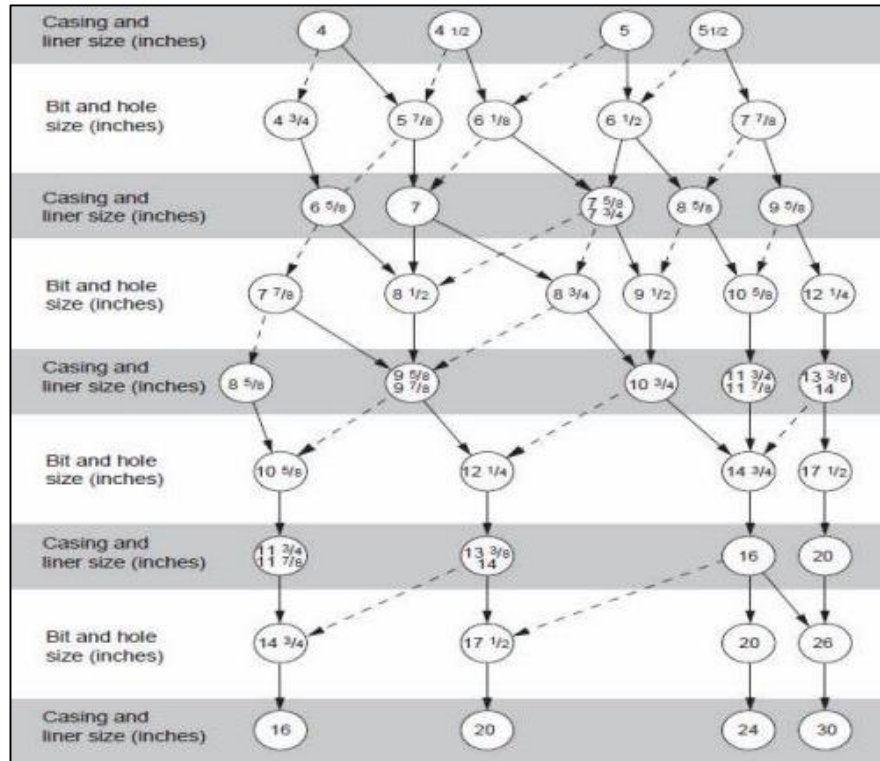 Casing and
liner size (inches)
4
4 1/2
5
5 1/2
Bit and hole
size (inches)
4 3/4
5 7/8
6 1/8
6 1/2
7 7/8
Casing and
liner size (inches)
6 5/8
7
7 5/8
7 3/4
8 5/8
9 5/8
Bit and hole
size (inches)
7 7/8
8 1/2
8 3/4
9 1/2
10 5/8
12 1/4
Casing and
liner size (inches)
8 5/8
9 5/8
9 7/8
10 3/4
11 3/4
11 7/8
13 3/8
14
Bit and hole
size (inches)
10 5/8
12 1/4
14 3/4
17 1/2
Casing and
liner size (inches)
11 3/4
11 7/8
13 3/8
14
16
20
Bit and hole
size (inches)
14 3/4
17 1/2
20
26
Casing and
liner size (inches)
16
20
24
30